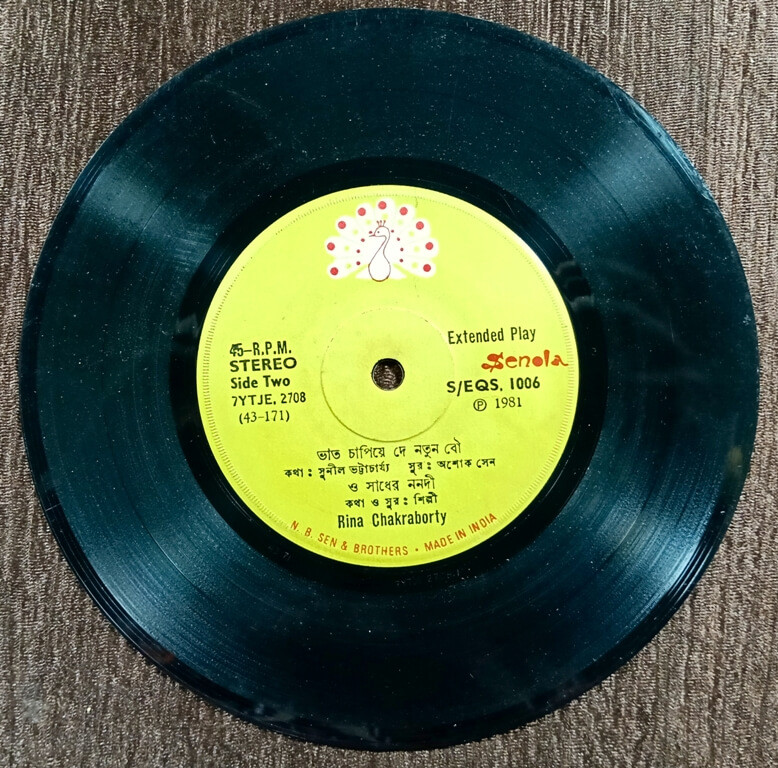 45-R.P.M.
STEREO
Side Two
7YTJE, 2708
(43-171)
Extended Play
Senola
S/EQS, 1006
Ⓟ 1981
ভাত চাপিয়ে দে নতুন বৌ
কথা : সুনীল ভট্টাচার্য্য সুর : অশোক সেন
ও সাধের ননদী
কথা ও সুর : শিল্পী
Rina Chakraborty
N. B. SEN & BROTHERS • MADE IN INDIA